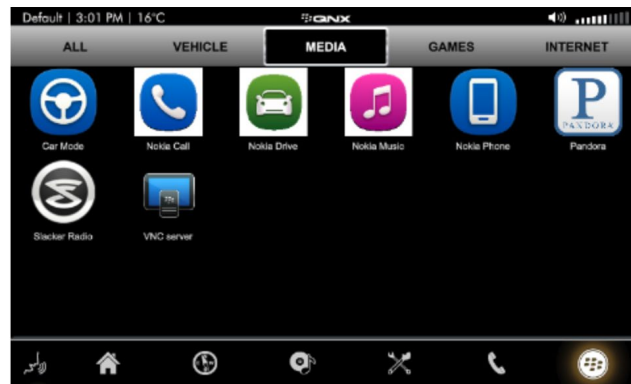 Default | 3:01 PM | 16°C
QNX
ALL VEHICLE MEDIA GAMES INTERNET
P
PANDORA
Car Mode Nokia Call Nokia Drive Nokia Music Nokia Phone Pandora
Slacker Radio VNC server